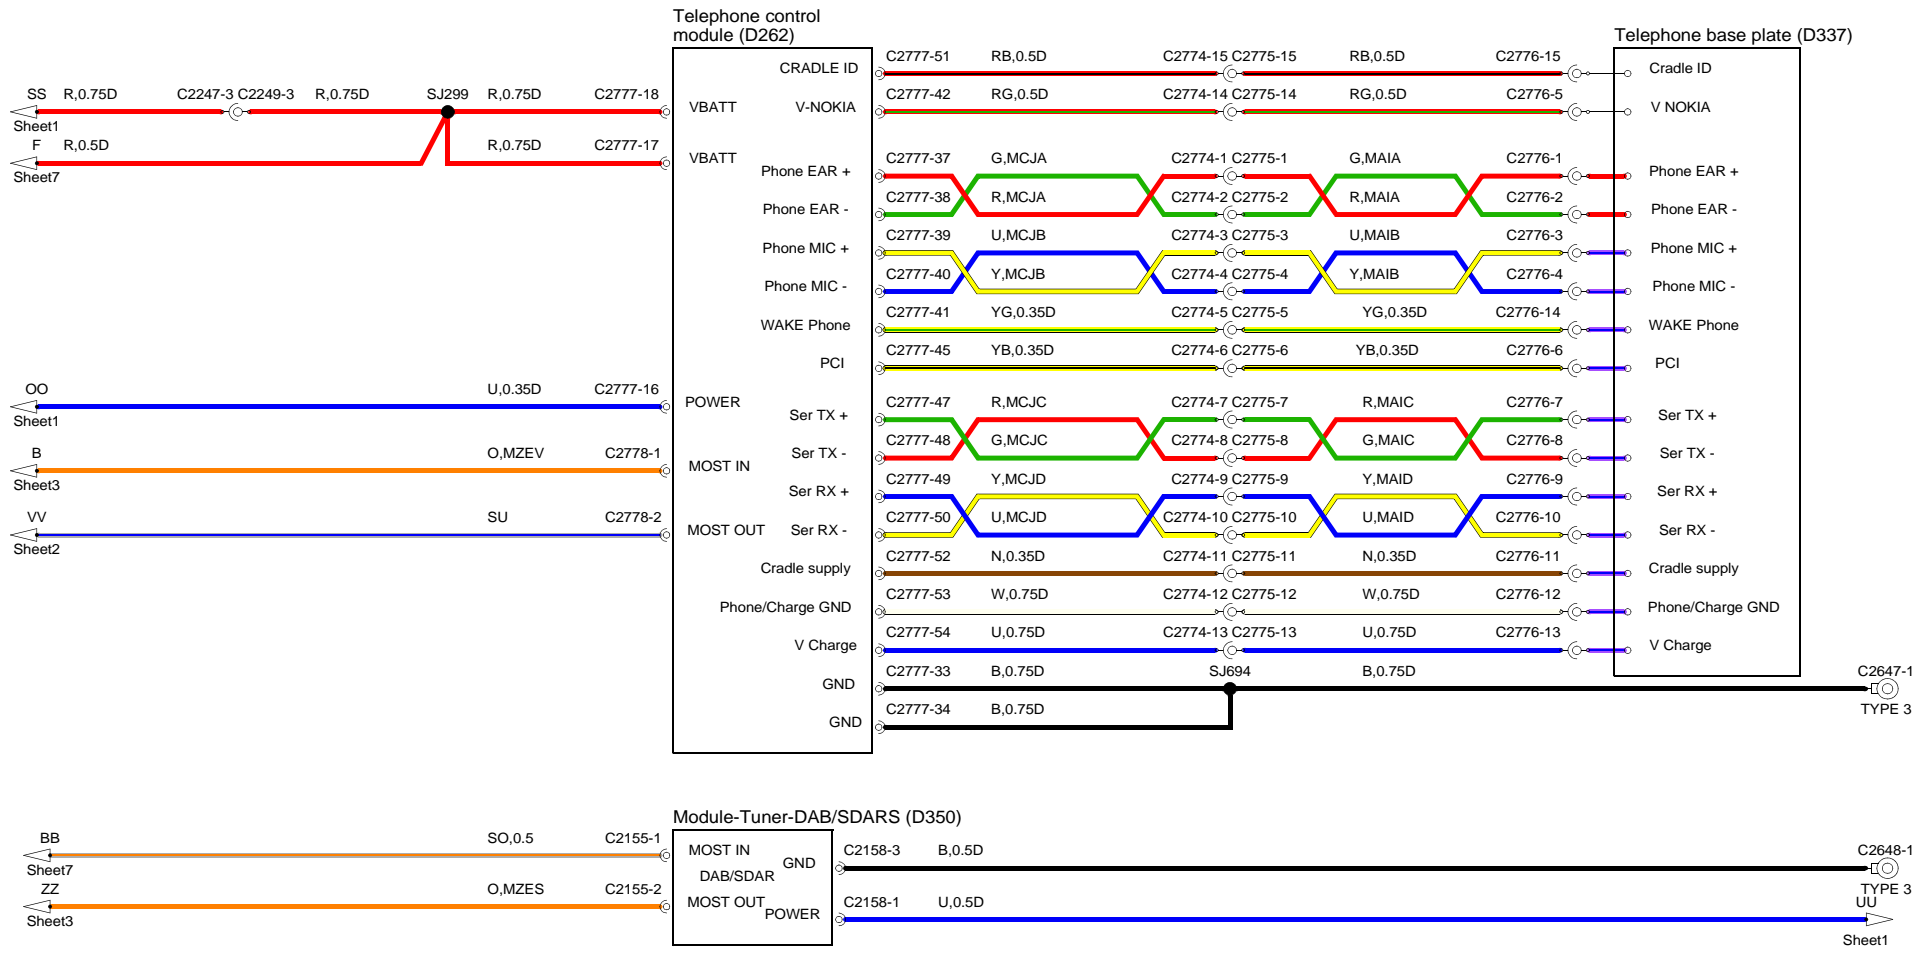 Telephone control
module (D262)
Telephone base plate (D337)
C2777-51 RB,0.5D C2774-15 C2775-15 RB,0.5D C2776-15
CRADLE ID Cradle ID
SS R,0.75D C2247-3 C2249-3 R,0.75D SJ299 R,0.75D C2777-18
C2777-42 RG,0.5D C2774-14 C2775-14 RG,0.5D C2776-5
VBATT V-NOKIA V NOKIA
Sheet1
F R,0.5D R,0.75D C2777-17
VBATT
Sheet7
C2777-37 G,MCJA C2774-1 C2775-1 G,MAIA C2776-1
Phone EAR + Phone EAR +
C2777-38 R,MCJA C2774-2 C2775-2 R,MAIA C2776-2
Phone EAR - Phone EAR -
C2777-39 U,MCJB C2774-3 C2775-3 U,MAIB C2776-3
Phone MIC + Phone MIC +
C2777-40 Y,MCJB C2774-4 C2775-4 Y,MAIB C2776-4
Phone MIC - Phone MIC -
C2777-41 YG,0.35D C2774-5 C2775-5 YG,0.35D C2776-14
WAKE Phone WAKE Phone
C2777-45 YB,0.35D C2774-6 C2775-6 YB,0.35D C2776-6
PCI PCI
OO U,0.35D C2777-16
POWER
Sheet1
C2777-47 R,MCJC C2774-7 C2775-7 R,MAIC C2776-7
Ser TX + Ser TX +
C2777-48 G,MCJC C2774-8 C2775-8 G,MAIC C2776-8
Ser TX - Ser TX -
B O,MZEV C2778-1
MOST IN
Sheet3
C2777-49 Y,MCJD C2774-9 C2775-9 Y,MAID C2776-9
Ser RX + Ser RX +
VV SU C2778-2
C2777-50 U,MCJD C2774-10 C2775-10 U,MAID C2776-10
MOST OUT Ser RX - Ser RX -
Sheet2
C2777-52 N,0.35D C2774-11 C2775-11 N,0.35D C2776-11
Cradle supply Cradle supply
C2777-53 W,0.75D C2774-12 C2775-12 W,0.75D C2776-12
Phone/Charge GND Phone/Charge GND
C2777-54 U,0.75D C2774-13 C2775-13 U,0.75D C2776-13
V Charge V Charge
C2777-33 B,0.75D SJ694 B,0.75D C2647-1
GND
C2777-34 B,0.75D TYPE 3
GND
Module-Tuner-DAB/SDARS (D350)
BB SO,0.5 C2155-1
MOST IN C2158-3 B,0.5D C2648-1
GND
Sheet7
DAB/SDAR
ZZ O,MZES C2155-2 TYPE 3
MOST OUT C2158-1 U,0.5D UU
POWER
Sheet3
Sheet1